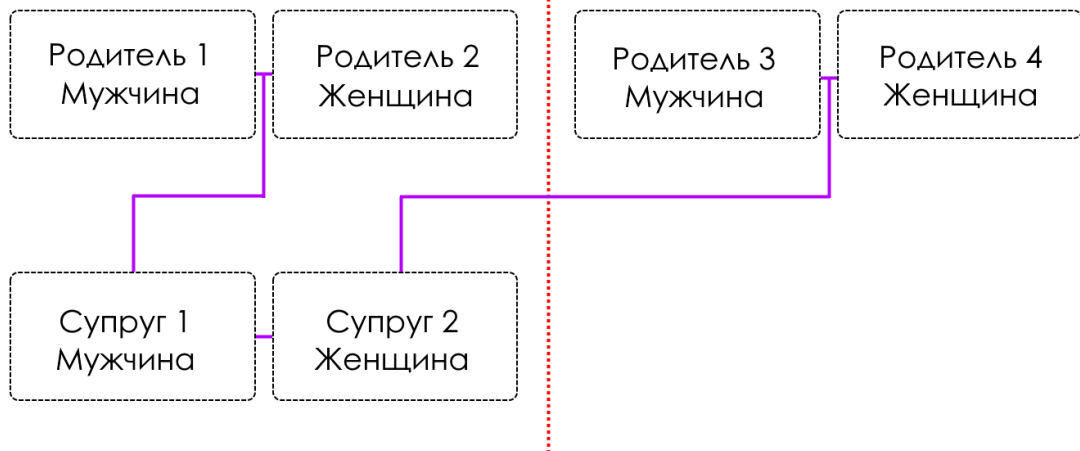 Родитель 1
Мужчина
Родитель 2
Женщина
Родитель 3
Мужчина
Родитель 4
Женщина
Супруг 1
Мужчина
Супруг 2
Женщина